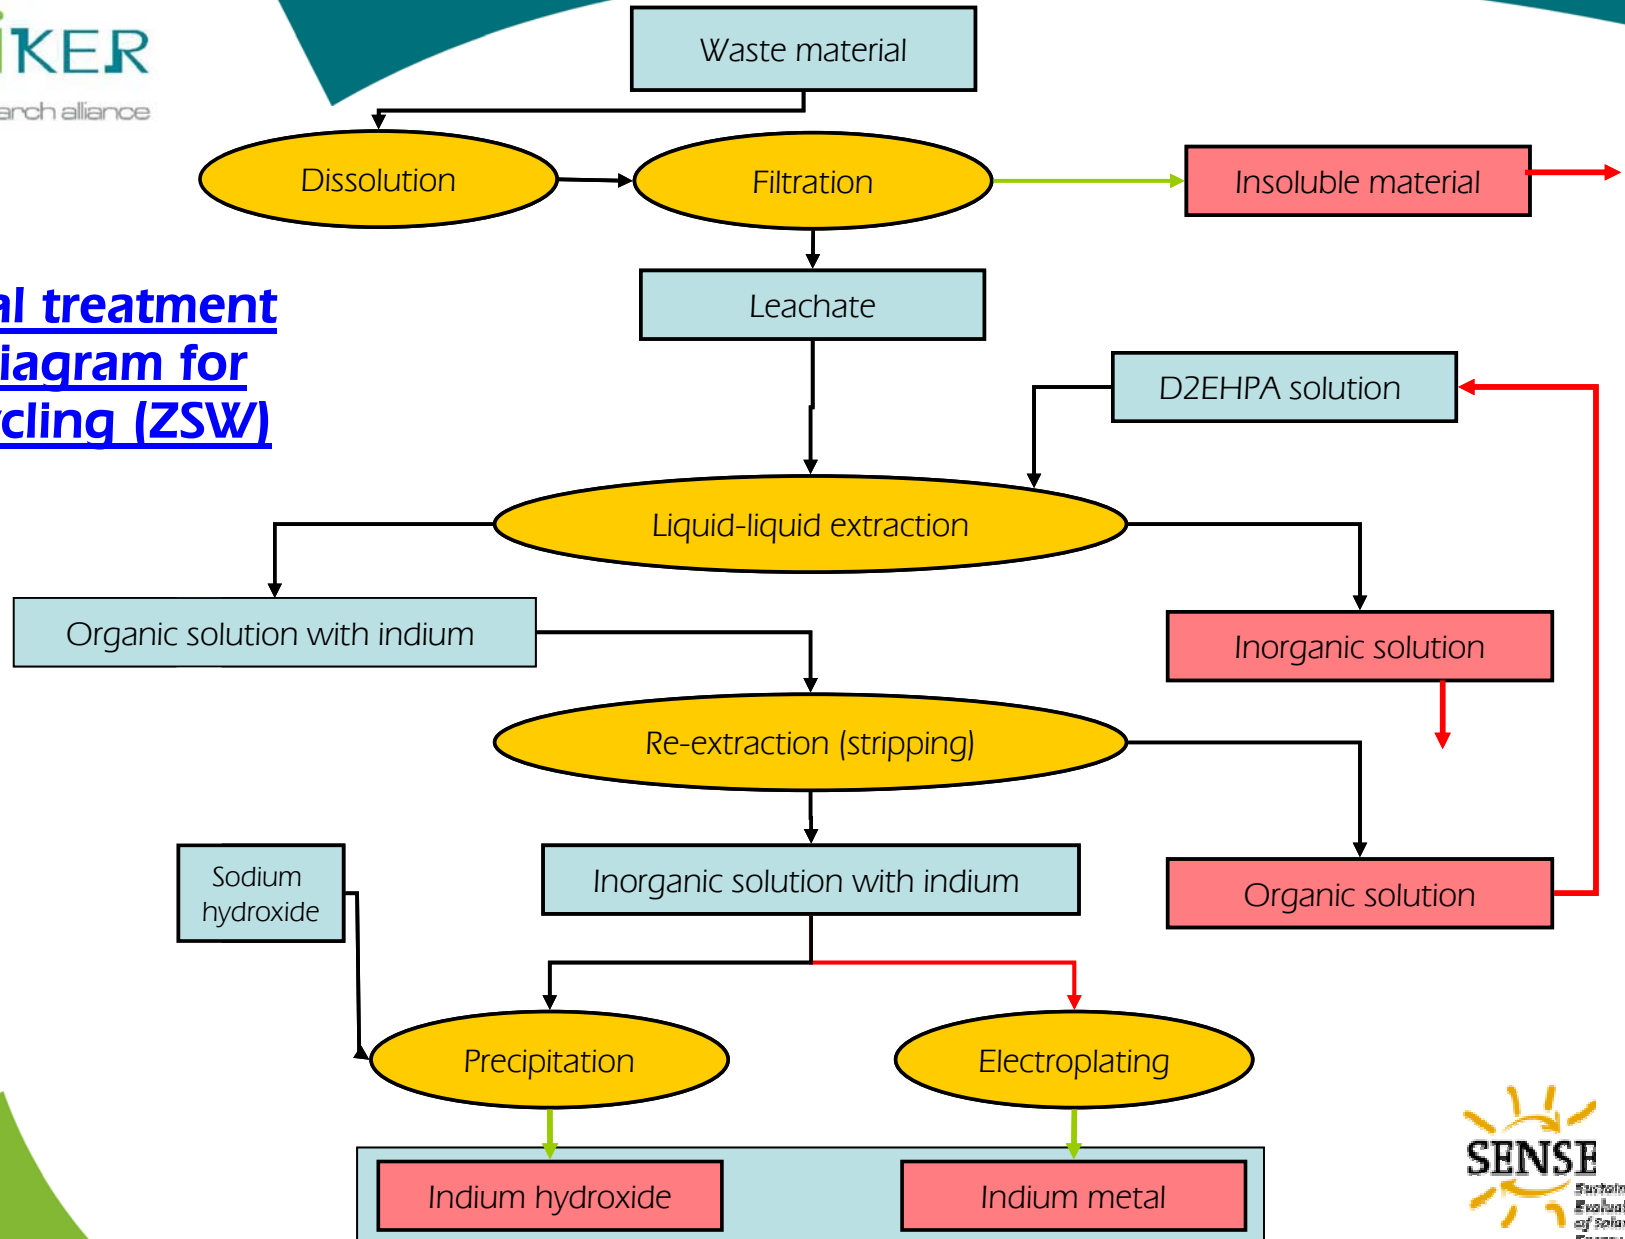 iKER
arch alliance
Waste material
Dissolution
Filtration
Insoluble material
al treatment
iagram for
cling (ZSW)
Leachate
D2EHPA solution
Liquid-liquid extraction
Organic solution with indium
Inorganic solution
Re-extraction (stripping)
Sodium
hydroxide
Inorganic solution with indium
Organic solution
Precipitation
Electroplating
Indium hydroxide
Indium metal
SENSE